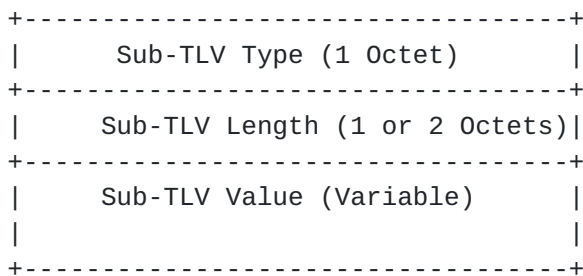 +-----------------------------------+
|      Sub-TLV Type (1 Octet)       |
+-----------------------------------+
|     Sub-TLV Length (1 or 2 Octets)|
+-----------------------------------+
|     Sub-TLV Value (Variable)      |
|                                   |
+-----------------------------------+